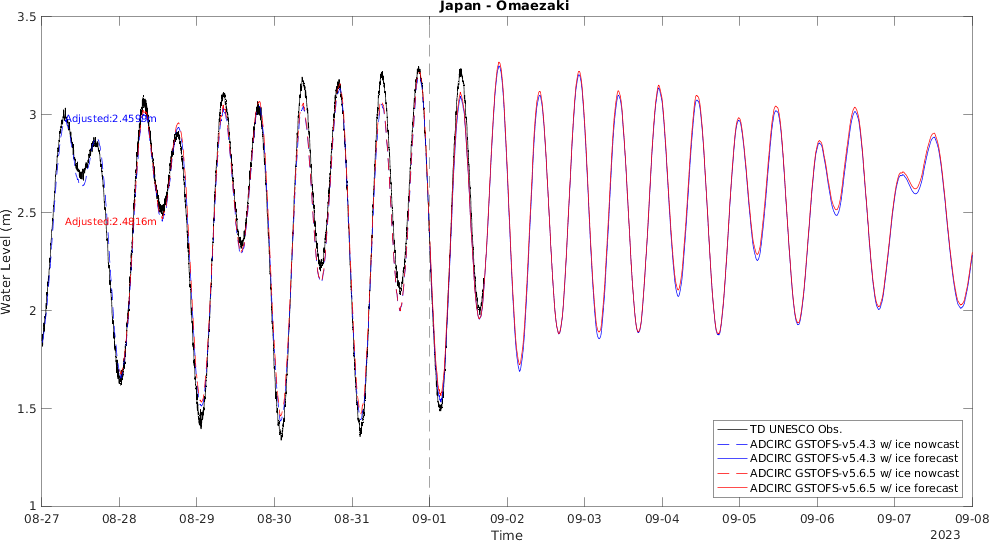 Japan - Omaezaki
3.5
3
2.5
2
1.5
1
Water Level (m)
Adjusted:2.4599m
Adjusted:2.4816m
TD UNESCO Obs.
ADCIRC GSTOFS-v5.4.3 w/ ice nowcast
ADCIRC GSTOFS-v5.4.3 w/ ice forecast
ADCIRC GSTOFS-v5.6.5 w/ ice nowcast
ADCIRC GSTOFS-v5.6.5 w/ ice forecast
08-27 08-28 08-29 08-30 08-31 09-01 09-02 09-03 09-04 09-05 09-06 09-07 09-08
Time
2023